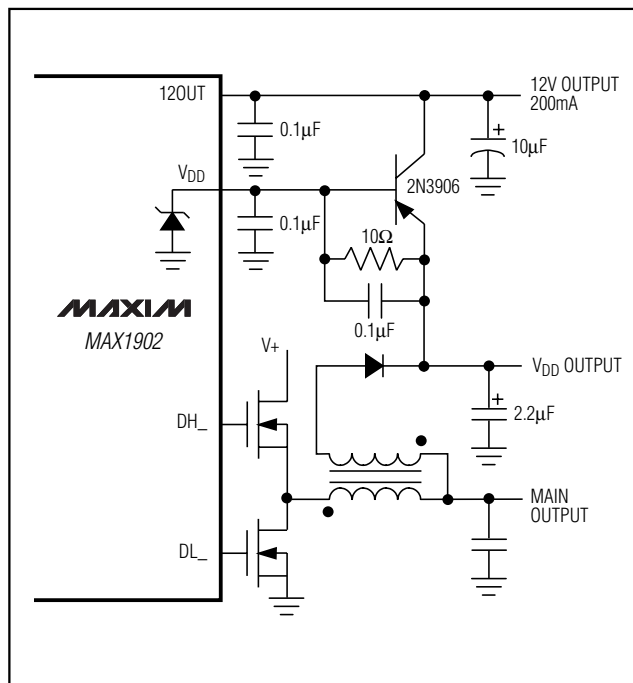 12OUT
12V OUTPUT
200mA
0.1µF
10µF
VDD
2N3906
0.1µF
10Ω
0.1µF
MAXIM
MAX1902
V+
VDD OUTPUT
2.2µF
DH_
MAIN
OUTPUT
DL_
+
+